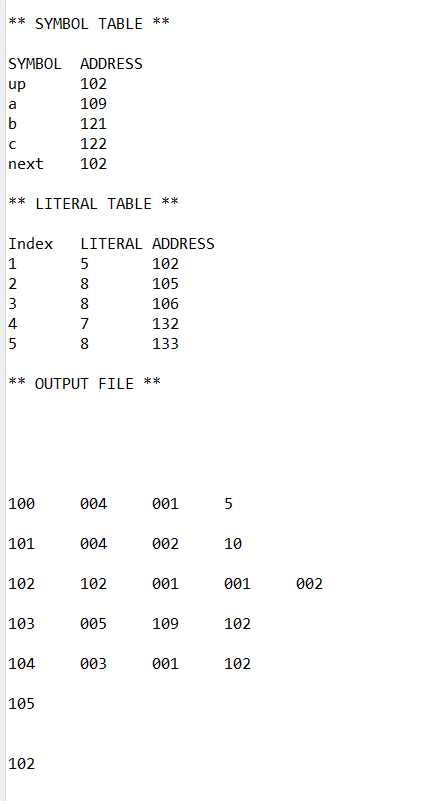 ** SYMBOL TABLE **
SYMBOL ADDRESS
up 102
a 109
b 121
c 122
next 102
** LITERAL TABLE **
Index LITERAL ADDRESS
1 5 102
2 8 105
3 8 106
4 7 132
5 8 133
** OUTPUT FILE **
100 004 001 5
101 004 002 10
102 102 001 001 002
103 005 109 102
104 003 001 102
105
102